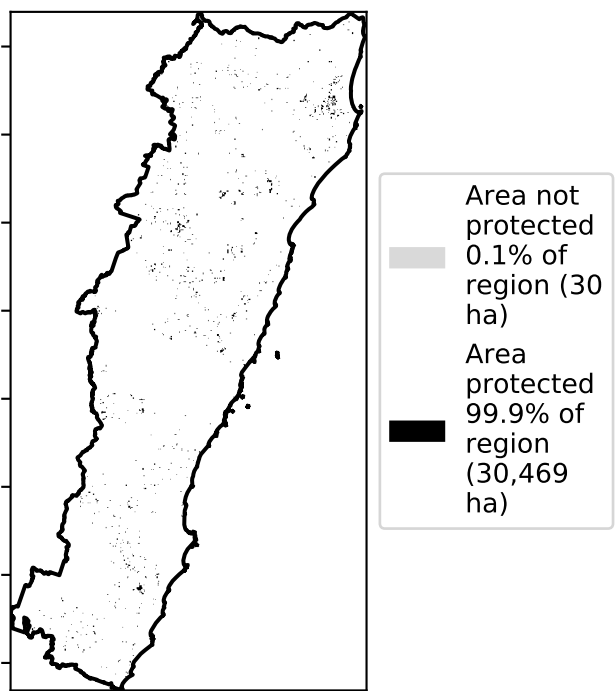 Area not
protected
0.1% of
region (30
ha)
Area
protected
99.9% of
region
(30,469
ha)